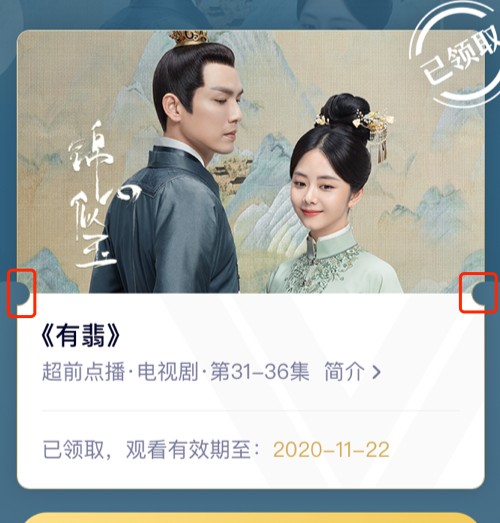 已领取
锦心似玉
《有翡》
超前点播·电视剧·第31-36集 简介 >
已领取，观看有效期至：2020-11-22